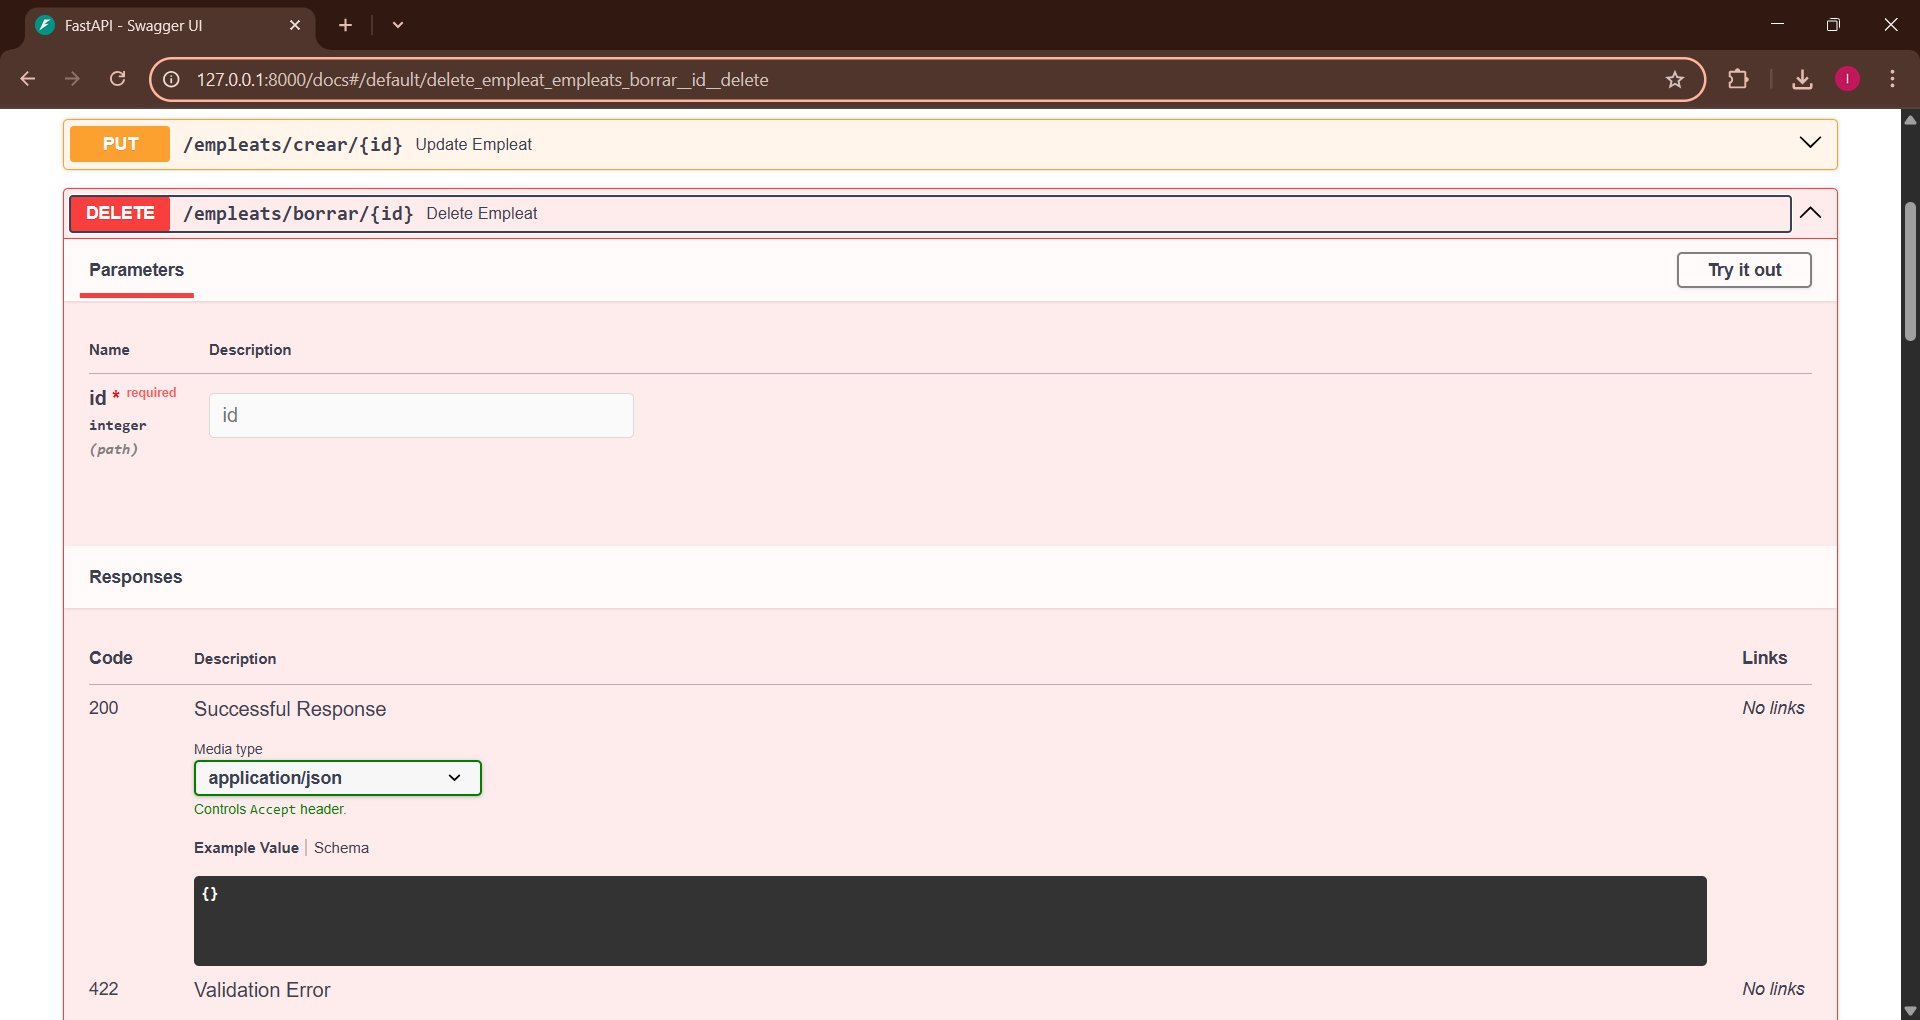 FastAPI - Swagger UI
127.0.0.1:8000/docs#/default/delete_empleat_empleats_borrar__id__delete
I
PUT /empleats/crear/{id} Update Empleat
DELETE /empleats/borrar/{id} Delete Empleat
Parameters
Try it out
Name Description
id * required
integer
(path)
id
Responses
Code Description Links
200 Successful Response No links
Media type
application/json
Controls Accept header.
Example Value Schema
{}
422 Validation Error No links